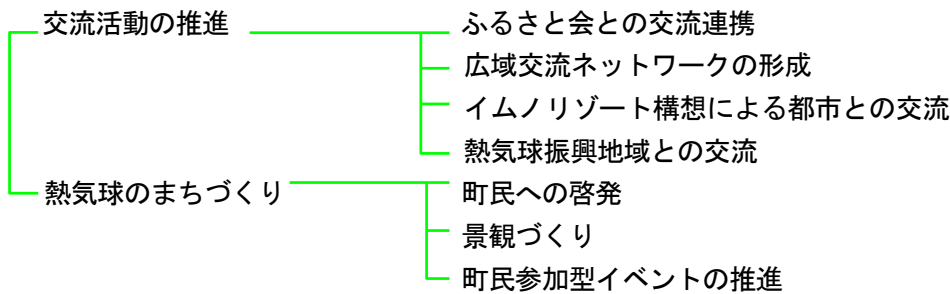 交流活動の推進
ふるさと会との交流連携
広域交流ネットワークの形成
イムノリゾート構想による都市との交流
熱気球振興地域との交流
熱気球のまちづくり
町民への啓発
景観づくり
町民参加型イベントの推進